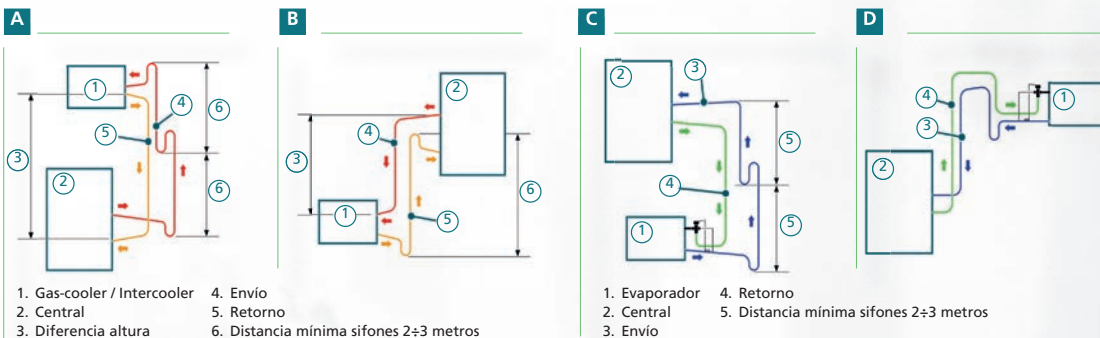 A
B
C
D
1
4
5
6
3
2
6
2
4
3
6
1
5
2
3
5
4
1
5
4
1
3
2
1. Gas-cooler / Intercooler
2. Central
3. Diferencia altura
4. Envío
5. Retorno
6. Distancia mínima sifones 2÷3 metros
1. Evaporador
2. Central
3. Envío
4. Retorno
5. Distancia mínima sifones 2÷3 metros